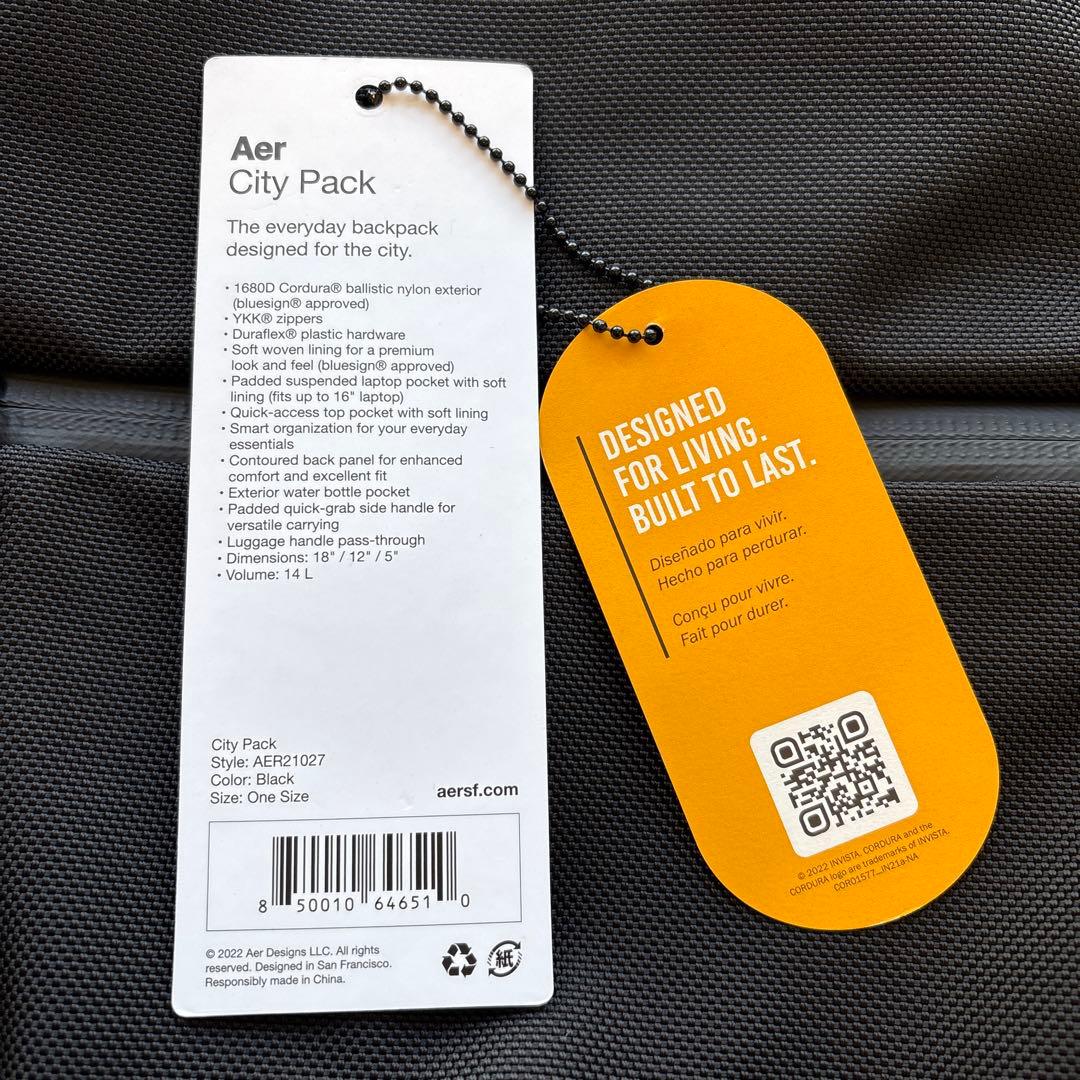 Aer
City Pack
The everyday backpack
designed for the city.
• 1680D Cordura® ballistic nylon exterior
(bluesign® approved)
• YKK® zippers
• Duraflex® plastic hardware
• Soft woven lining for a premium
look and feel (bluesign® approved)
• Padded suspended laptop pocket with soft
lining (fits up to 16" laptop)
• Quick-access top pocket with soft lining
• Smart organization for your everyday
essentials
• Contoured back panel for enhanced
comfort and excellent fit
• Exterior water bottle pocket
• Padded quick-grab side handle for
versatile carrying
• Luggage handle pass-through
• Dimensions: 18" / 12" / 5"
• Volume: 14 L
City Pack
Style: AER21027
Color: Black
Size: One Size
aersf.com
8 50010 64651 0
© 2022 Aer Designs LLC. All rights
reserved. Designed in San Francisco.
Responsibly made in China.
紙
DESIGNED
FOR LIVING.
BUILT TO LAST.
Diseñado para vivir.
Hecho para perdurar.
Conçu pour vivre.
Fait pour durer.
© 2022 INVISTA. CORDURA and the
CORDURA logo are trademarks of INVISTA.
COR01577_IN21a-NA